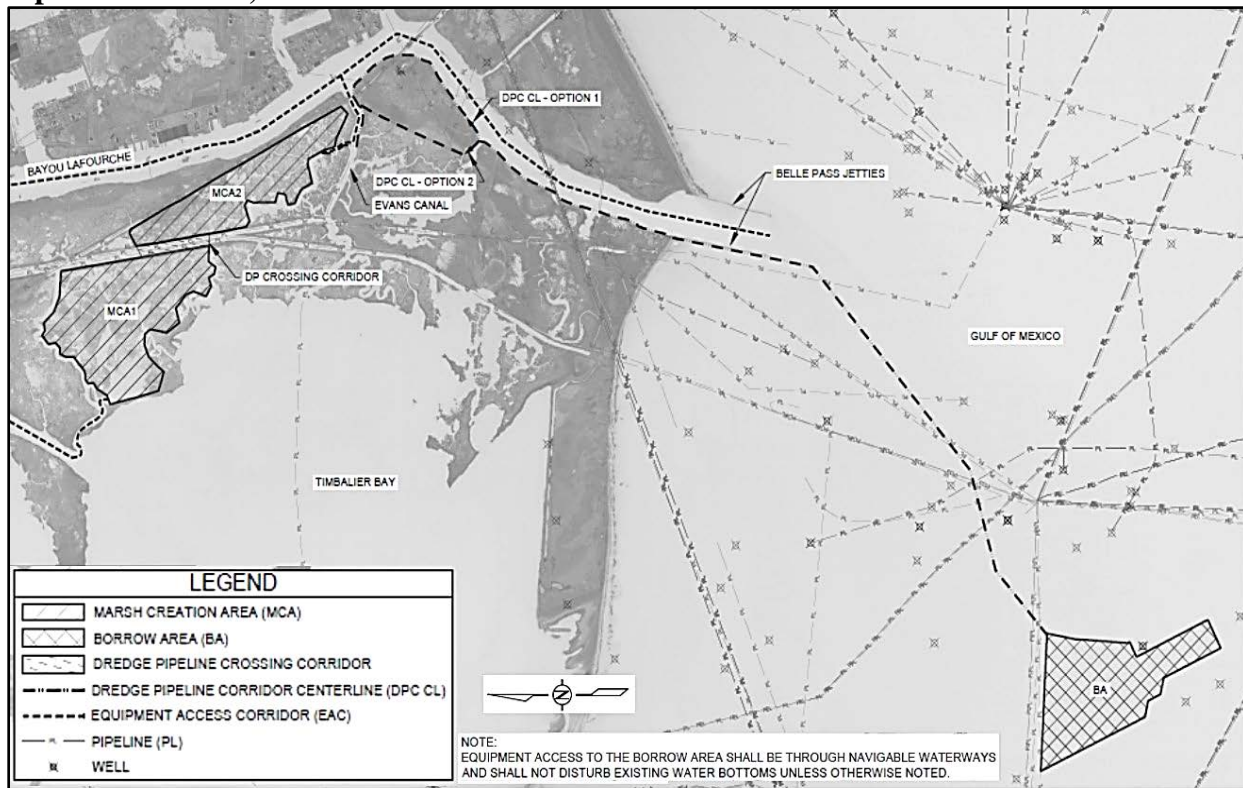 DPC CL - OPTION 1
BAYOU LAFOURCHE
MCA2
DPC CL - OPTION 2
BELLE PASS JETTIES
EVANS CANAL
DP CROSSING CORRIDOR
MCA1
GULF OF MEXICO
TIMBALIER BAY
LEGEND
MARSH CREATION AREA (MCA)
BORROW AREA (BA)
DREDGE PIPELINE CROSSING CORRIDOR
DREDGE PIPELINE CORRIDOR CENTERLINE (DPC CL)
EQUIPMENT ACCESS CORRIDOR (EAC)
PIPELINE (PL)
WELL
Z
BA
NOTE:
EQUIPMENT ACCESS TO THE BORROW AREA SHALL BE THROUGH NAVIGABLE WATERWAYS
AND SHALL NOT DISTURB EXISTING WATER BOTTOMS UNLESS OTHERWISE NOTED.